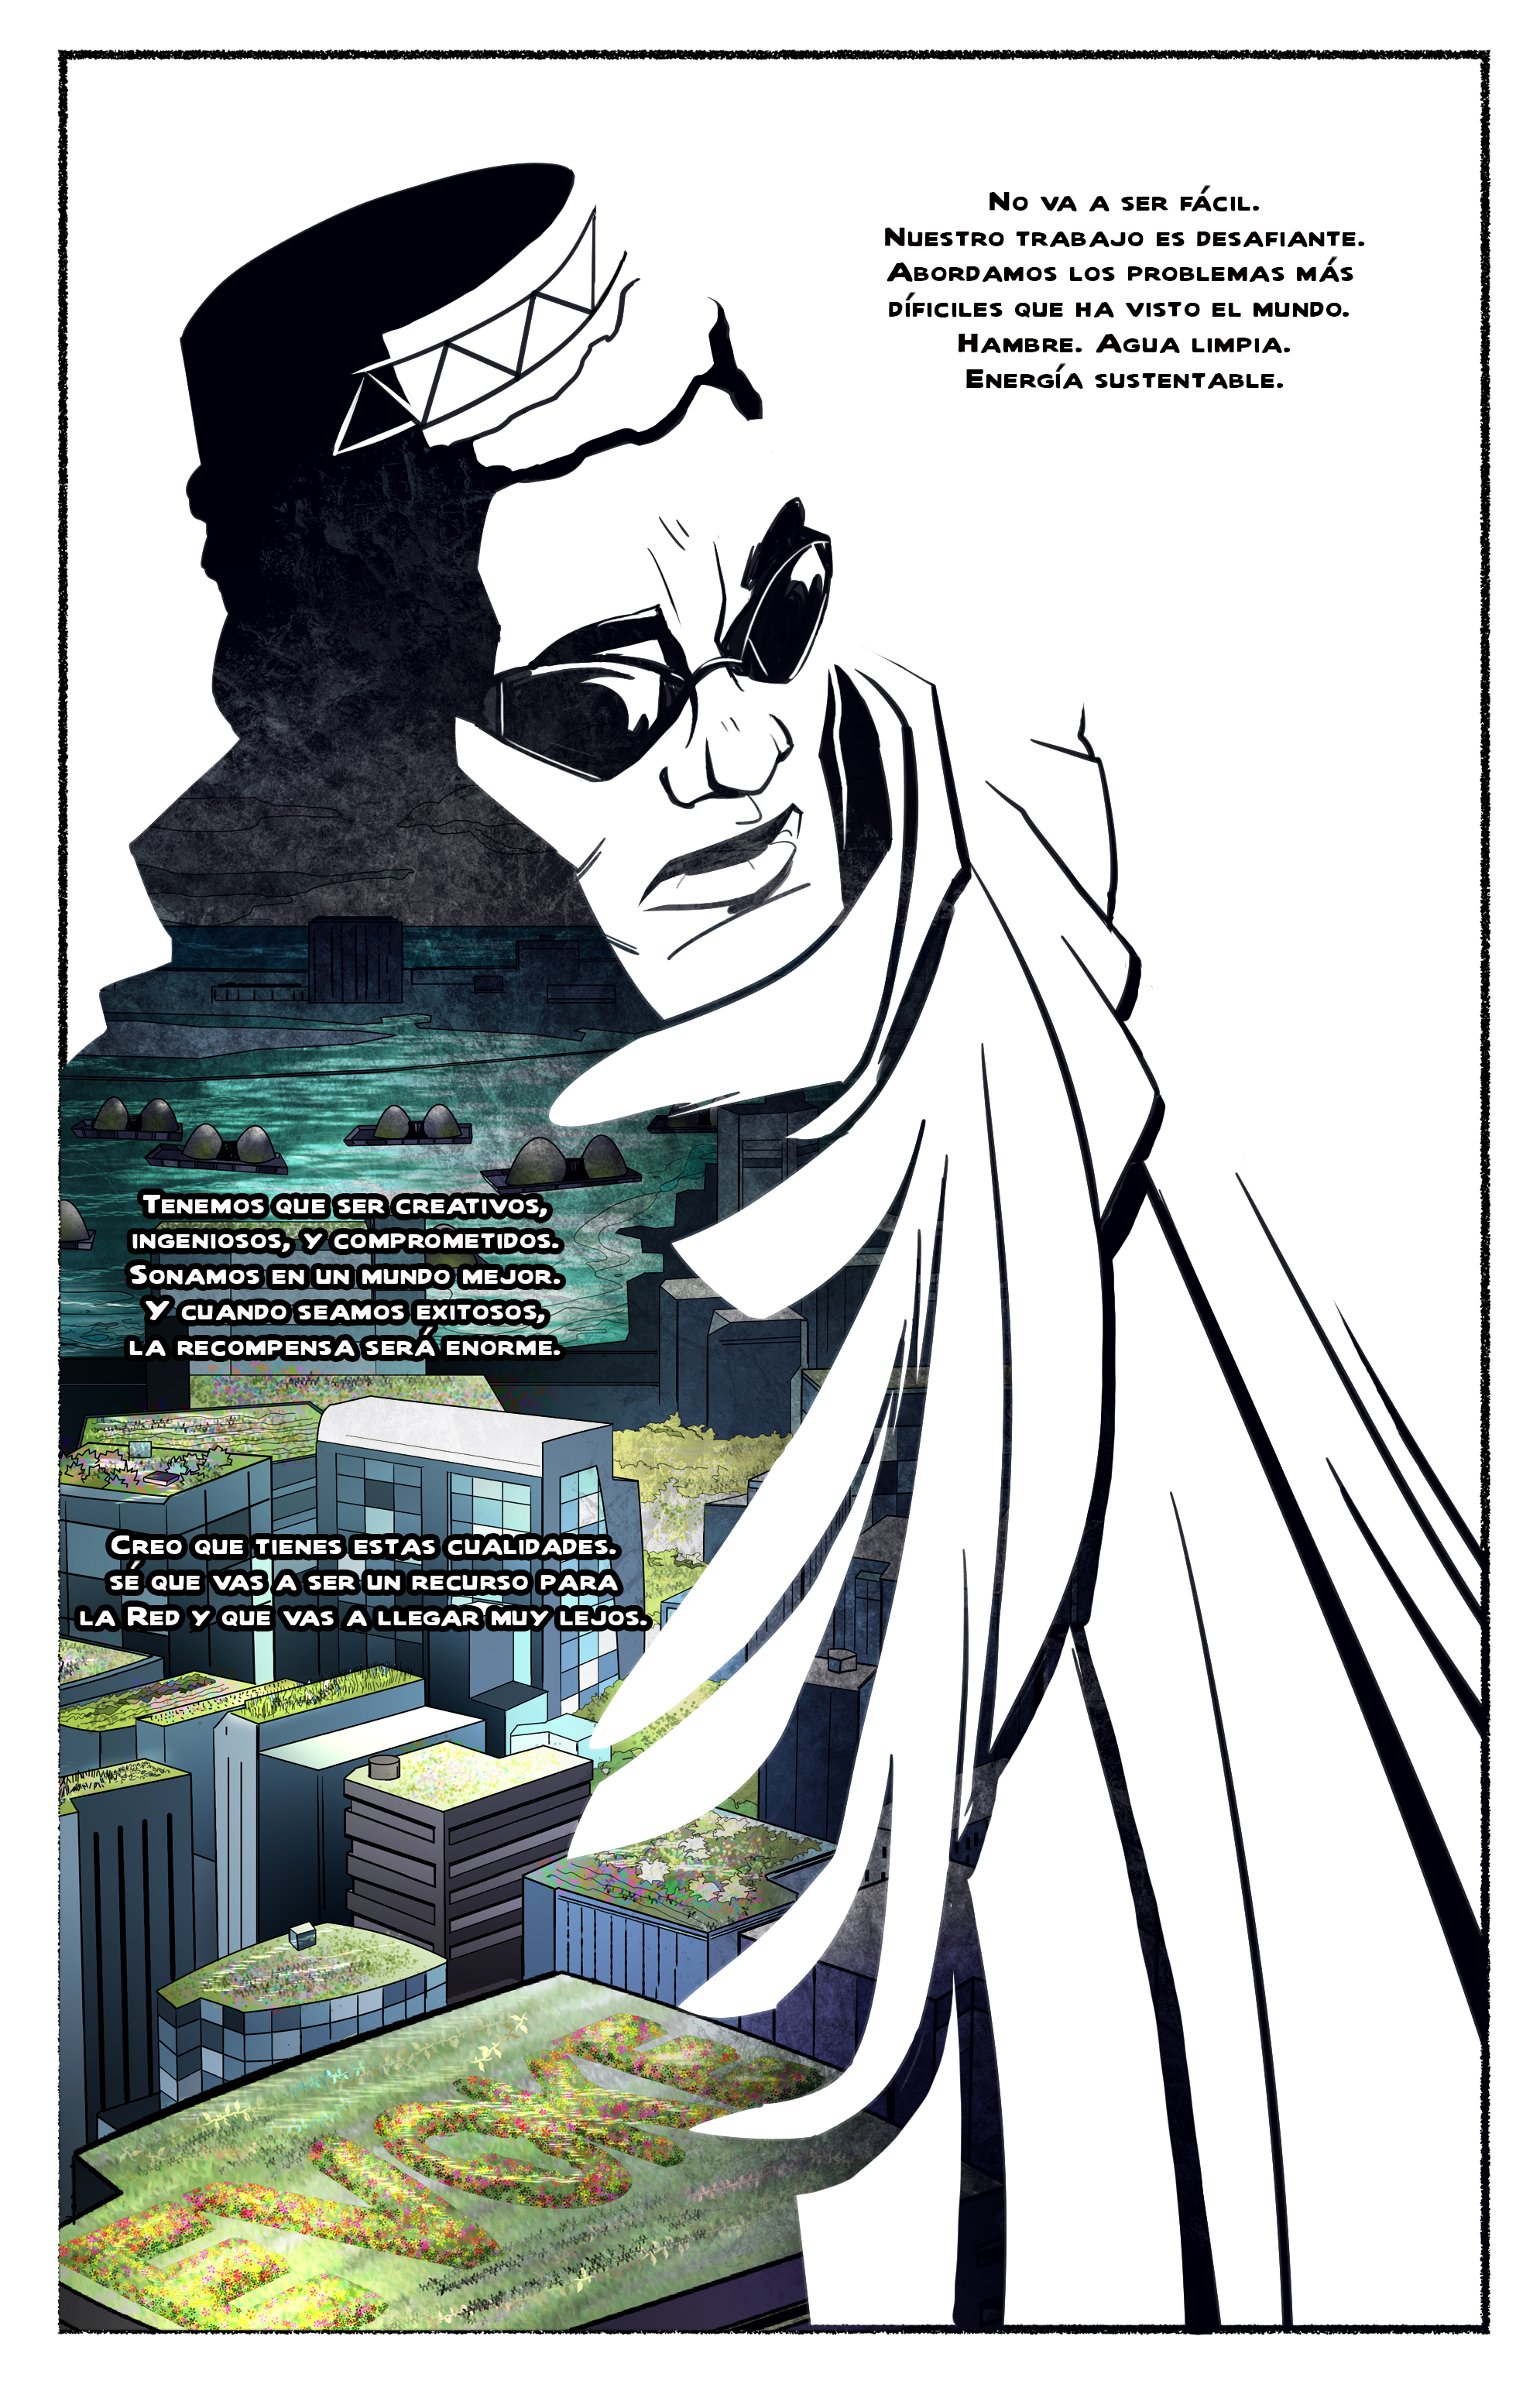 No va a ser fácil.
Nuestro trabajo es desafiante.
Abordamos los problemas más
díficiles que ha visto el mundo.
Hambre. Agua limpia.
Energía sustentable.
Tenemos que ser creativos,
ingeniosos, y comprometidos.
Sonamos en un mundo mejor.
Y cuando seamos exitosos,
la recompensa será enorme.
Creo que tienes estas cualidades.
sé que vas a ser un recurso para
la Red y que vas a llegar muy lejos.
EVOKE